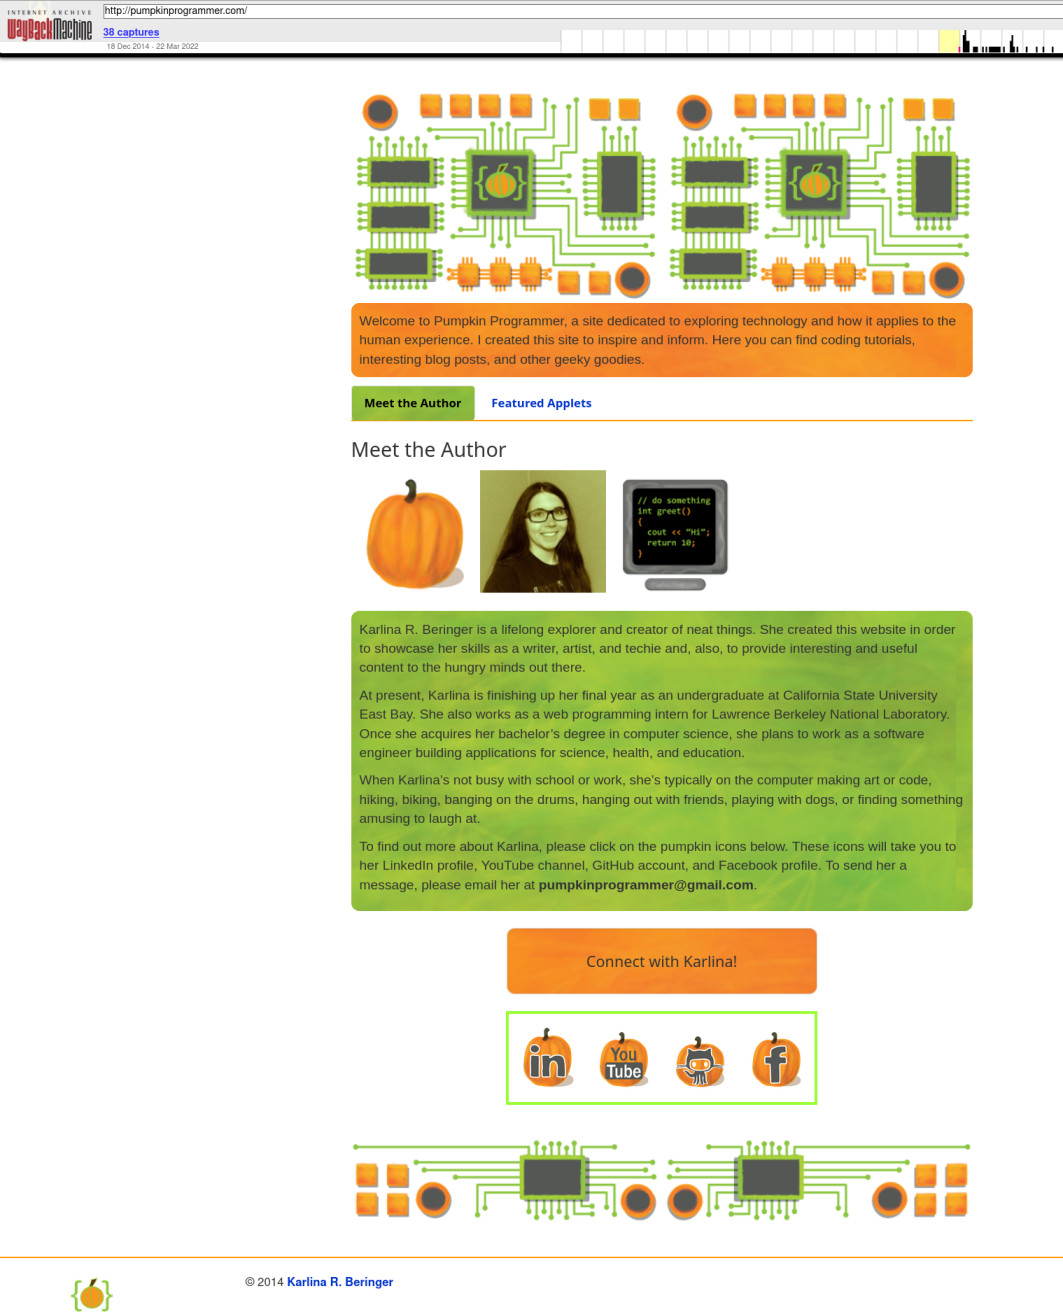 INTERNET ARCHIVE
WayBackMachine
http://pumpkinprogrammer.com/
38 captures
18 Dec 2014 - 22 Mar 2022
Welcome to Pumpkin Programmer, a site dedicated to exploring technology and how it applies to the
human experience. I created this site to inspire and inform. Here you can find coding tutorials,
interesting blog posts, and other geeky goodies.
Meet the Author
Featured Applets
Meet the Author
// do something
int greet()
{
cout << "Hi";
return 10;
}
Karlina R. Beringer is a lifelong explorer and creator of neat things. She created this website in order
to showcase her skills as a writer, artist, and techie and, also, to provide interesting and useful
content to the hungry minds out there.
At present, Karlina is finishing up her final year as an undergraduate at California State University
East Bay. She also works as a web programming intern for Lawrence Berkeley National Laboratory.
Once she acquires her bachelor's degree in computer science, she plans to work as a software
engineer building applications for science, health, and education.
When Karlina's not busy with school or work, she's typically on the computer making art or code,
hiking, biking, banging on the drums, hanging out with friends, playing with dogs, or finding something
amusing to laugh at.
To find out more about Karlina, please click on the pumpkin icons below. These icons will take you to
her LinkedIn profile, YouTube channel, GitHub account, and Facebook profile. To send her a
message, please email her at pumpkinprogrammer@gmail.com.
Connect with Karlina!
in
You
Tube
f
© 2014 Karlina R. Beringer